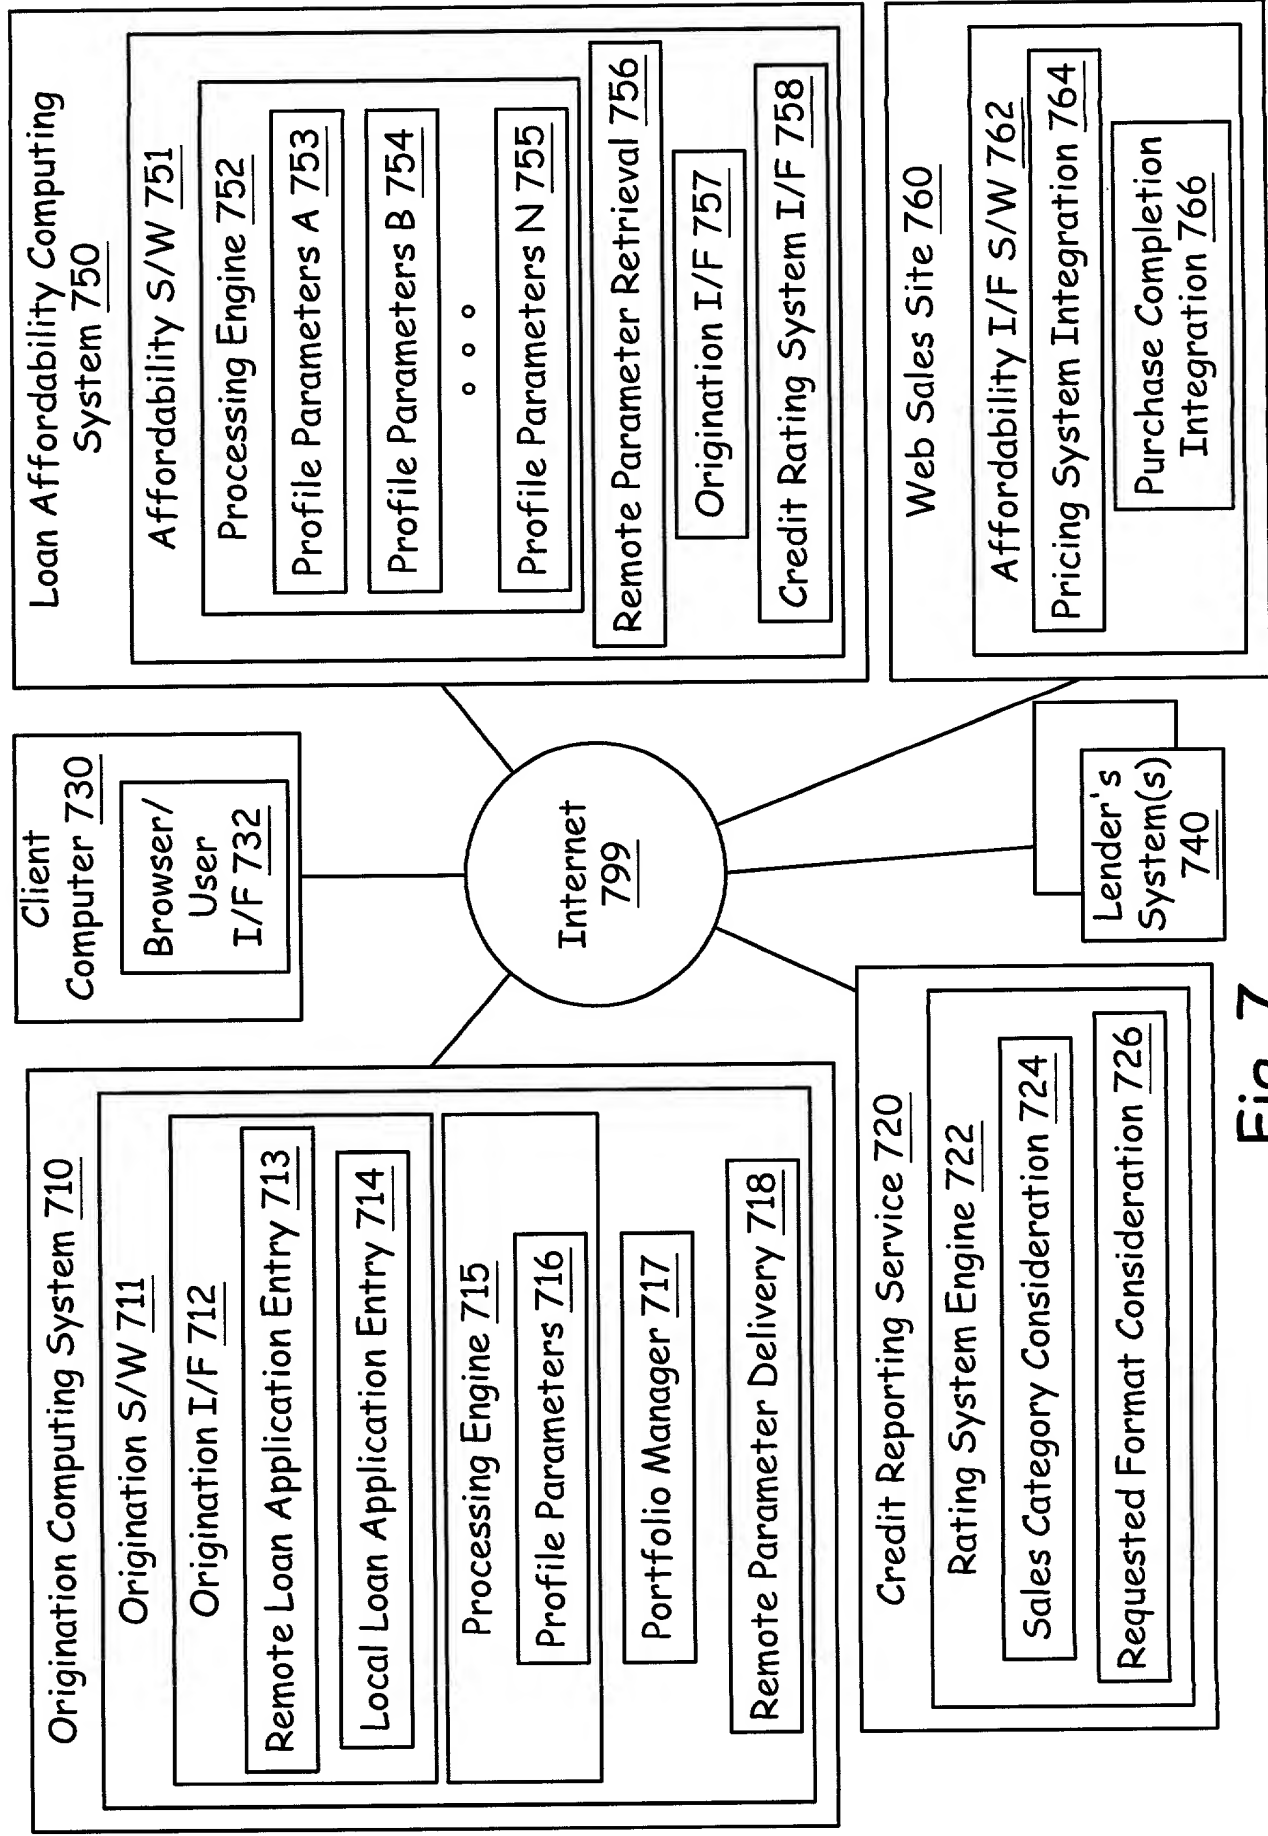 Origination Computing System 710
Origination S/W 711
Origination I/F 712
Remote Loan Application Entry 713
Local Loan Application Entry 714
Processing Engine 715
Profile Parameters 716
Portfolio Manager 717
Remote Parameter Delivery 718
Client
Computer 730
Browser/
User
I/F 732
Loan Affordability Computing
System 750
Affordability S/W 751
Processing Engine 752
Profile Parameters A 753
Profile Parameters B 754
Profile Parameters N 755
Remote Parameter Retrieval 756
Origination I/F 757
Credit Rating System I/F 758
Internet
799
Credit Reporting Service 720
Rating System Engine 722
Sales Category Consideration 724
Requested Format Consideration 726
Lender's
System(s)
740
Web Sales Site 760
Affordability I/F S/W 762
Pricing System Integration 764
Purchase Completion
Integration 766
Fig. 7